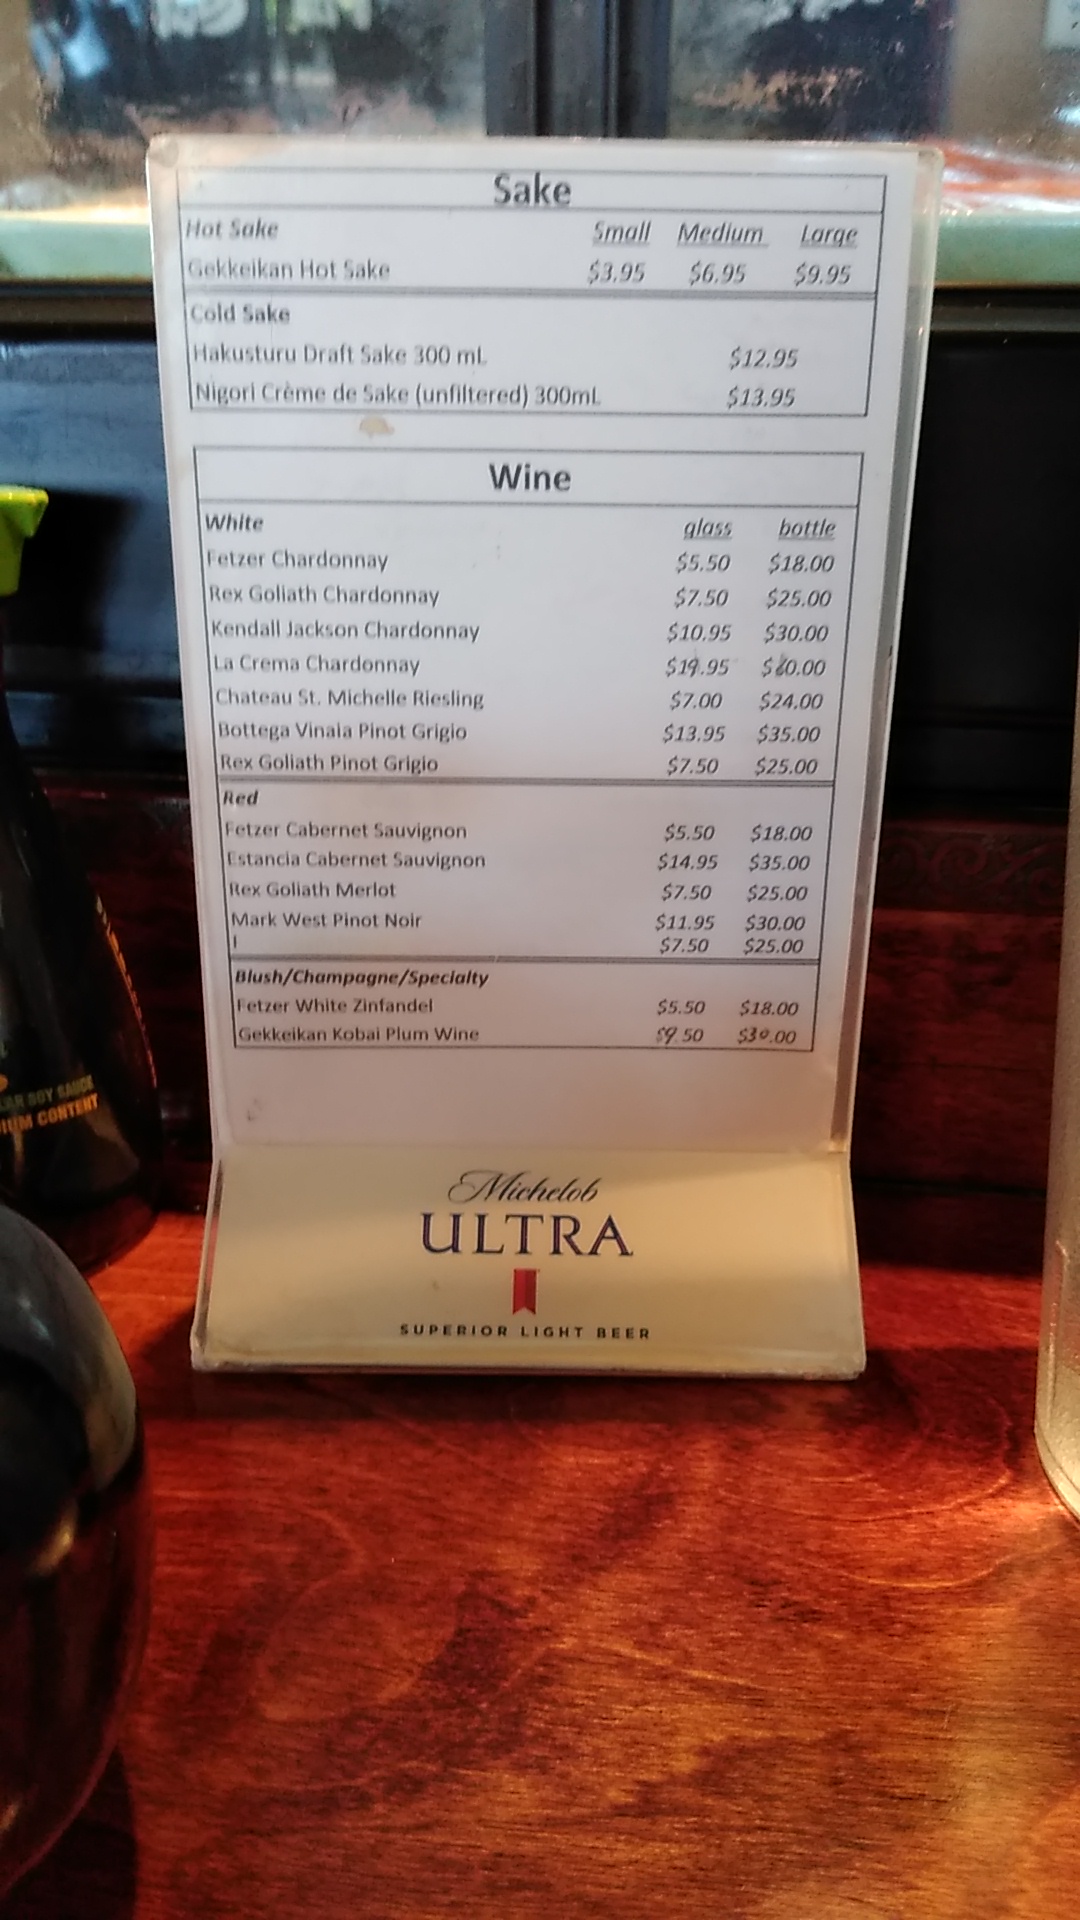 Sake
Hot Sake Small Medium Large
Gekkeikan Hot Sake $3.95 $6.95 $9.95
Cold Sake
Hakusturu Draft Sake 300 mL $12.95
Nigori Crème de Sake (unfiltered) 300mL $13.95
Wine
White glass bottle
Fetzer Chardonnay $5.50 $18.00
Rex Goliath Chardonnay $7.50 $25.00
Kendall Jackson Chardonnay $10.95 $30.00
La Crema Chardonnay
Chateau St. Michelle Riesling $7.00 $24.00
Bottega Vinaia Pinot Grigio $13.95 $35.00
Rex Goliath Pinot Grigio $7.50 $25.00
Red
Fetzer Cabernet Sauvignon $5.50 $18.00
Estancia Cabernet Sauvignon $14.95 $35.00
Rex Goliath Merlot $7.50 $25.00
Mark West Pinot Noir $11.95 $30.00
$7.50 $25.00
Blush/Champagne/Specialty
Fetzer White Zinfandel $5.50 $18.00
Gekkeikan Kobai Plum Wine $9.50 $30.00
Michelob
ULTRA
SUPERIOR LIGHT BEER
SOY SAUCE
CONTENT